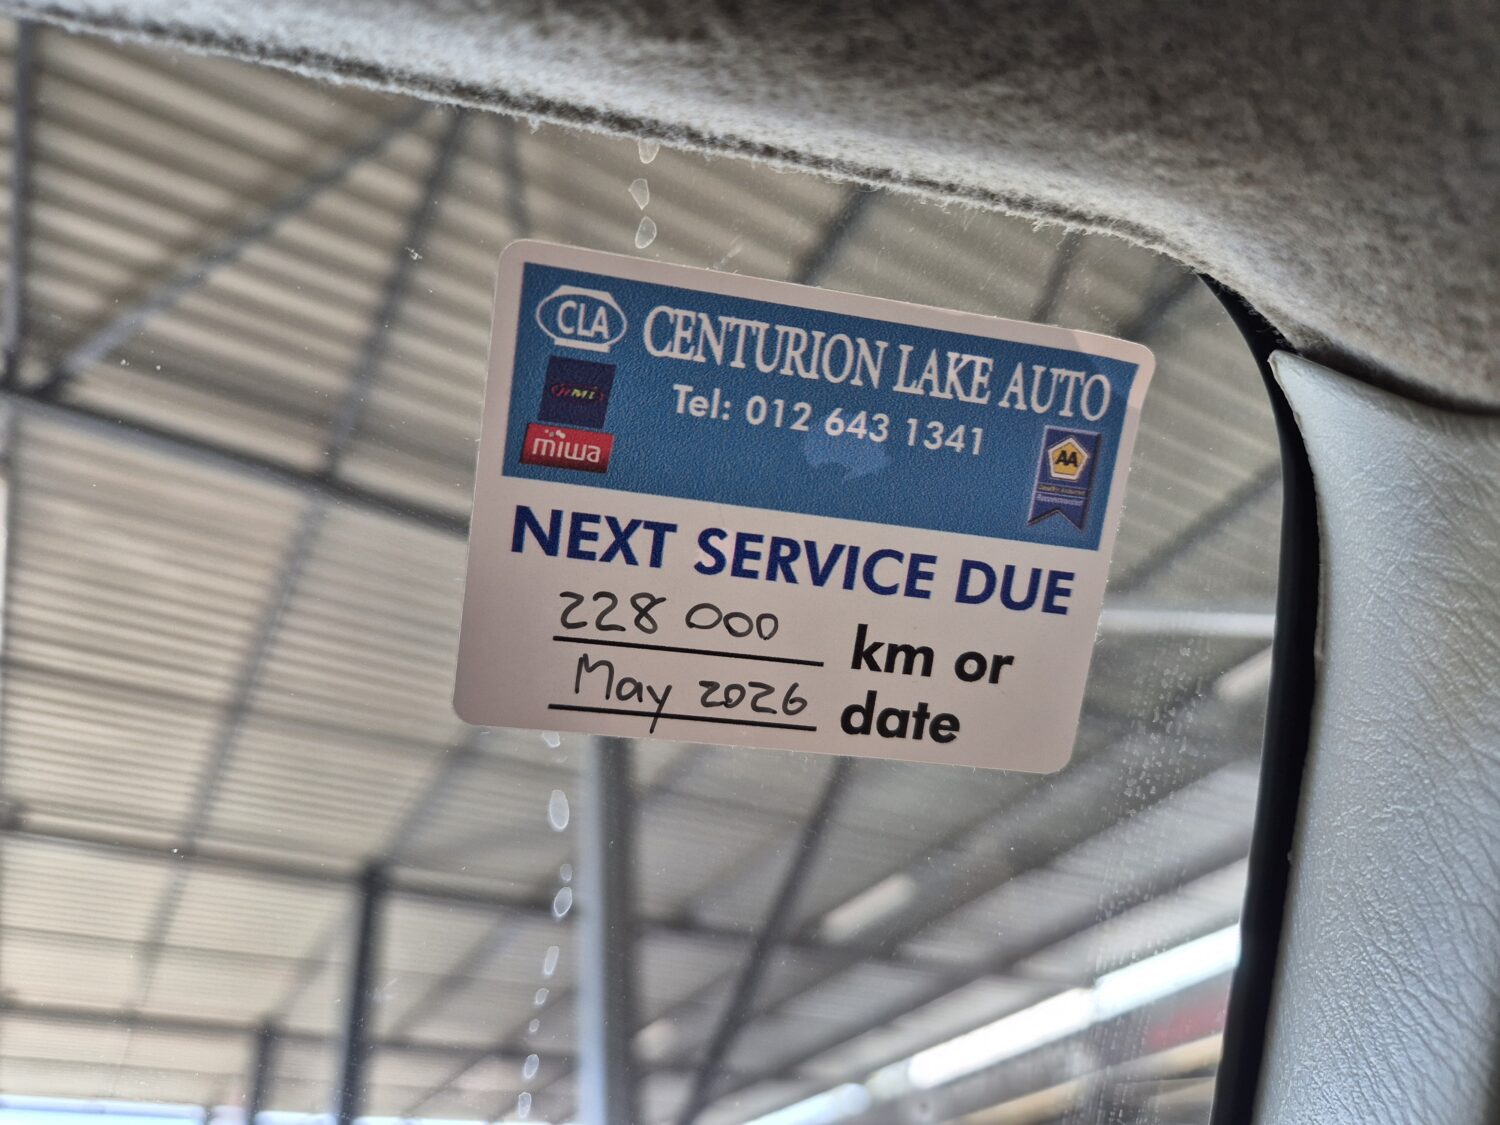 CLA
CENTURION LAKE AUTO
Tel: 012 643 1341
rmi
miwa
AA
NEXT SERVICE DUE
228 000 km or
May 2026 date